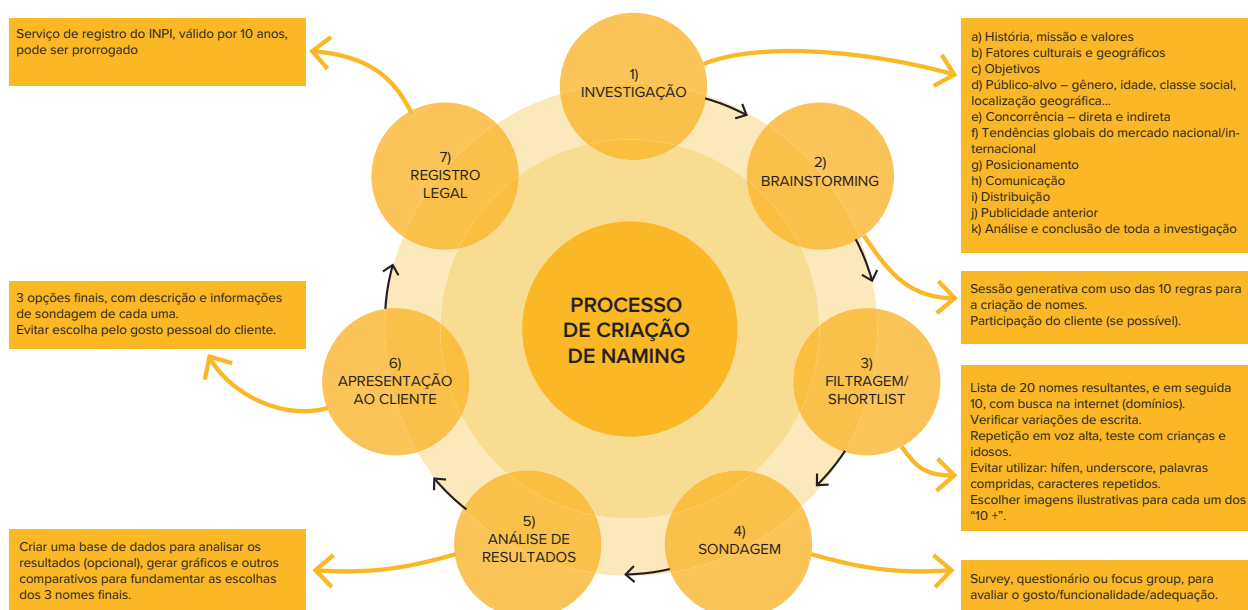 PROCESSO
DE CRIAÇÃO
DE NAMING
1)
INVESTIGAÇÃO
a) História, missão e valores
b) Fatores culturais e geográficos
c) Objetivos
d) Público-alvo – gênero, idade, classe social,
localização geográfica...
e) Concorrência – direta e indireta
f) Tendências globais do mercado nacional/in-
ternacional
g) Posicionamento
h) Comunicação
i) Distribuição
j) Publicidade anterior
k) Análise e conclusão de toda a investigação
2)
BRAINSTORMING
Sessão generativa com uso das 10 regras para
a criação de nomes.
Participação do cliente (se possível).
3)
FILTRAGEM/
SHORTLIST
Lista de 20 nomes resultantes, e em seguida
10, com busca na internet (domínios).
Verificar variações de escrita.
Repetição em voz alta, teste com crianças e
idosos.
Evitar utilizar: hífen, underscore, palavras
compridas, caracteres repetidos.
Escolher imagens ilustrativas para cada um dos
“10 +”.
4)
SONDAGEM
Survey, questionário ou focus group, para
avaliar o gosto/funcionalidade/adequação.
5)
ANÁLISE DE
RESULTADOS
Criar uma base de dados para analisar os
resultados (opcional), gerar gráficos e outros
comparativos para fundamentar as escolhas
dos 3 nomes finais.
6)
APRESENTAÇÃO
AO CLIENTE
3 opções finais, com descrição e informações
de sondagem de cada uma.
Evitar escolha pelo gosto pessoal do cliente.
7)
REGISTRO
LEGAL
Serviço de registro do INPI, válido por 10 anos,
pode ser prorrogado